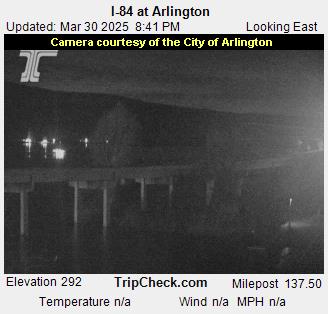 I-84 at Arlington
Updated: Mar 30 2025 8:41 PM Looking East
Camera courtesy of the City of Arlington
Elevation 292 TripCheck.com Milepost 137.50
Temperature n/a Wind n/a MPH n/a